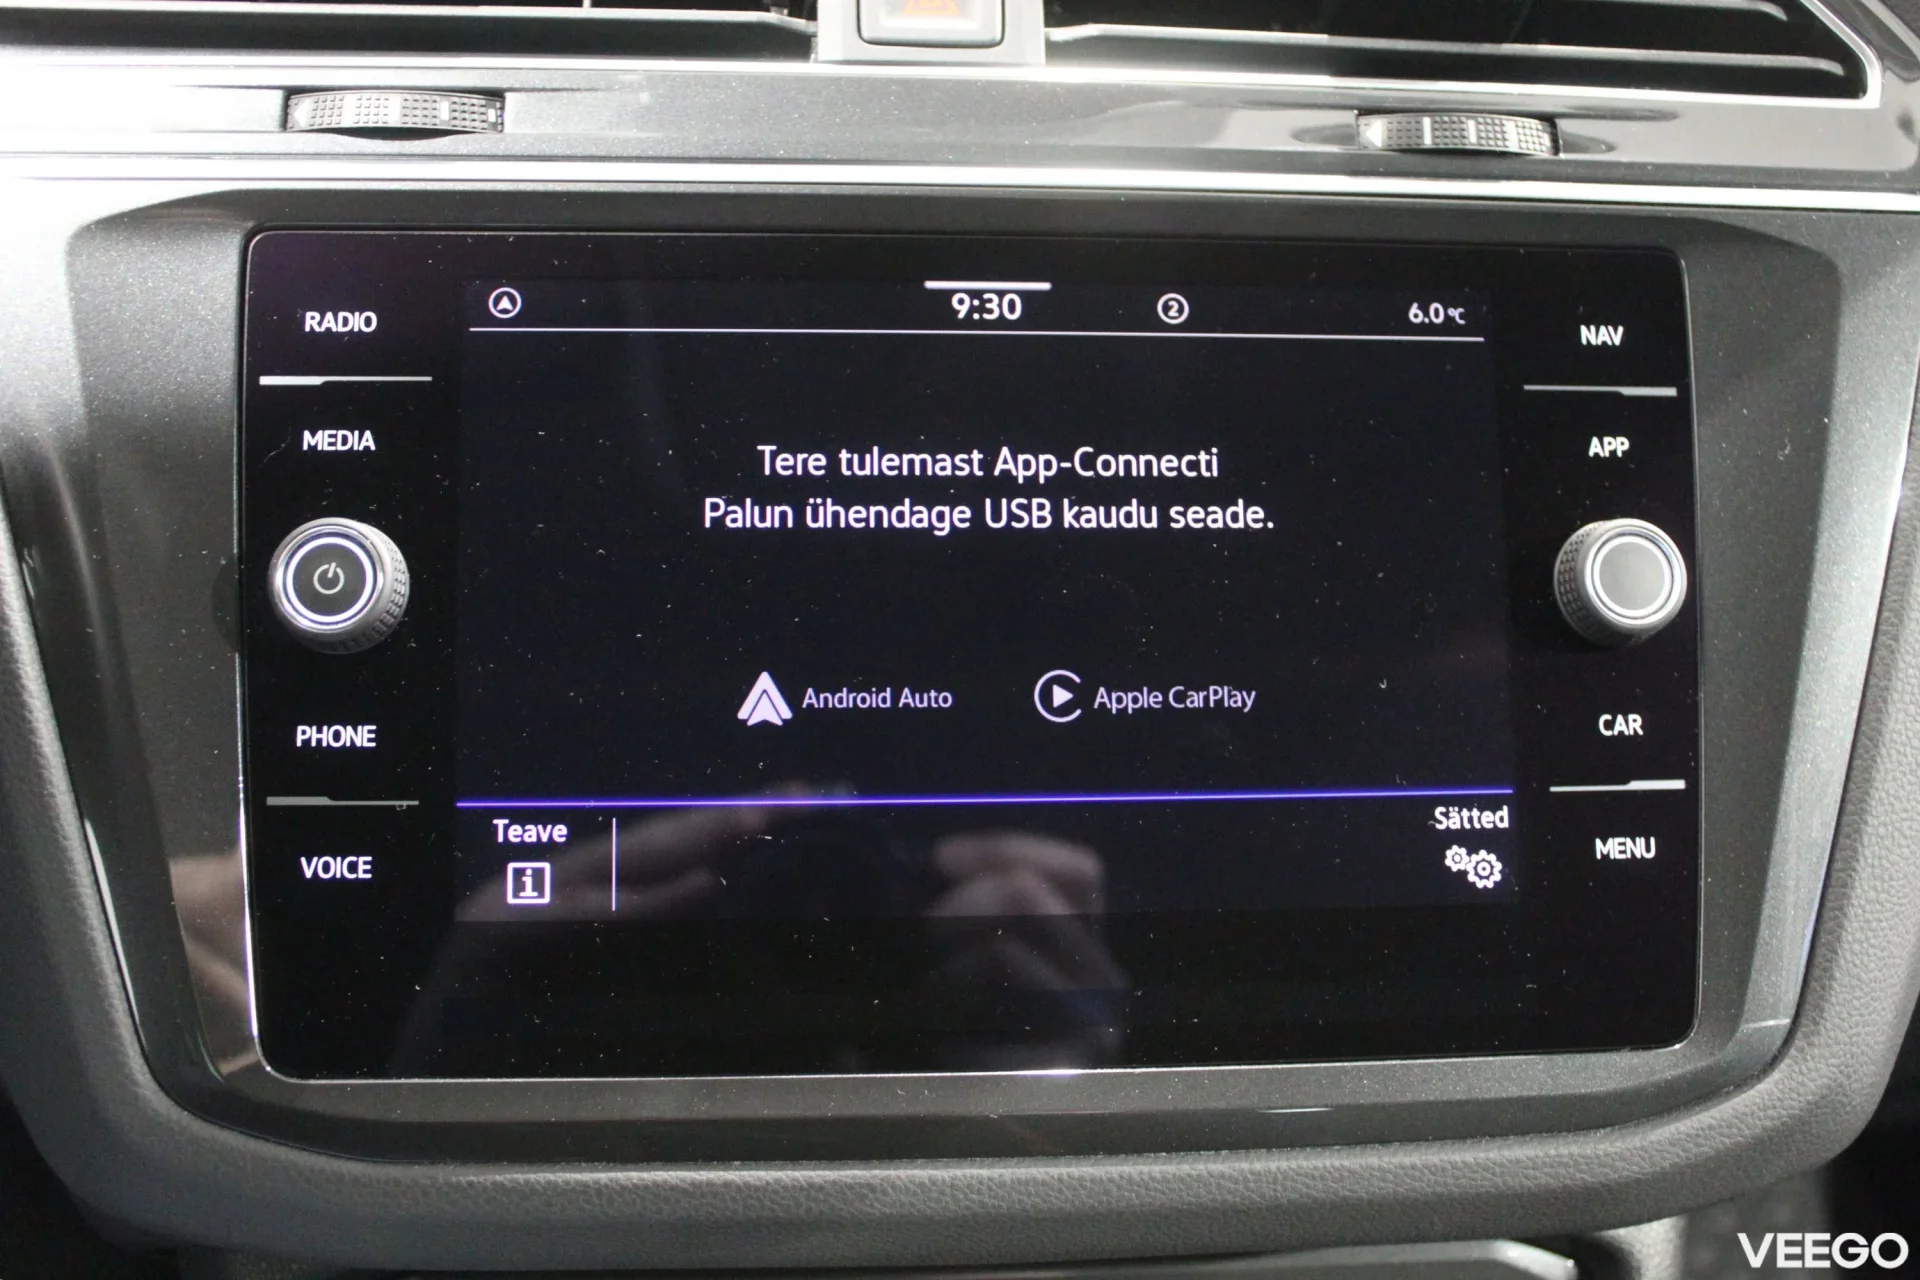 RADIO
MEDIA
PHONE
VOICE
9:30
2
6.0°C
Tere tulemast App-Connecti
Palun ühendage USB kaudu seade.
Android Auto
Apple CarPlay
Teave
i
Sätted
NAV
APP
CAR
MENU
VEEGO